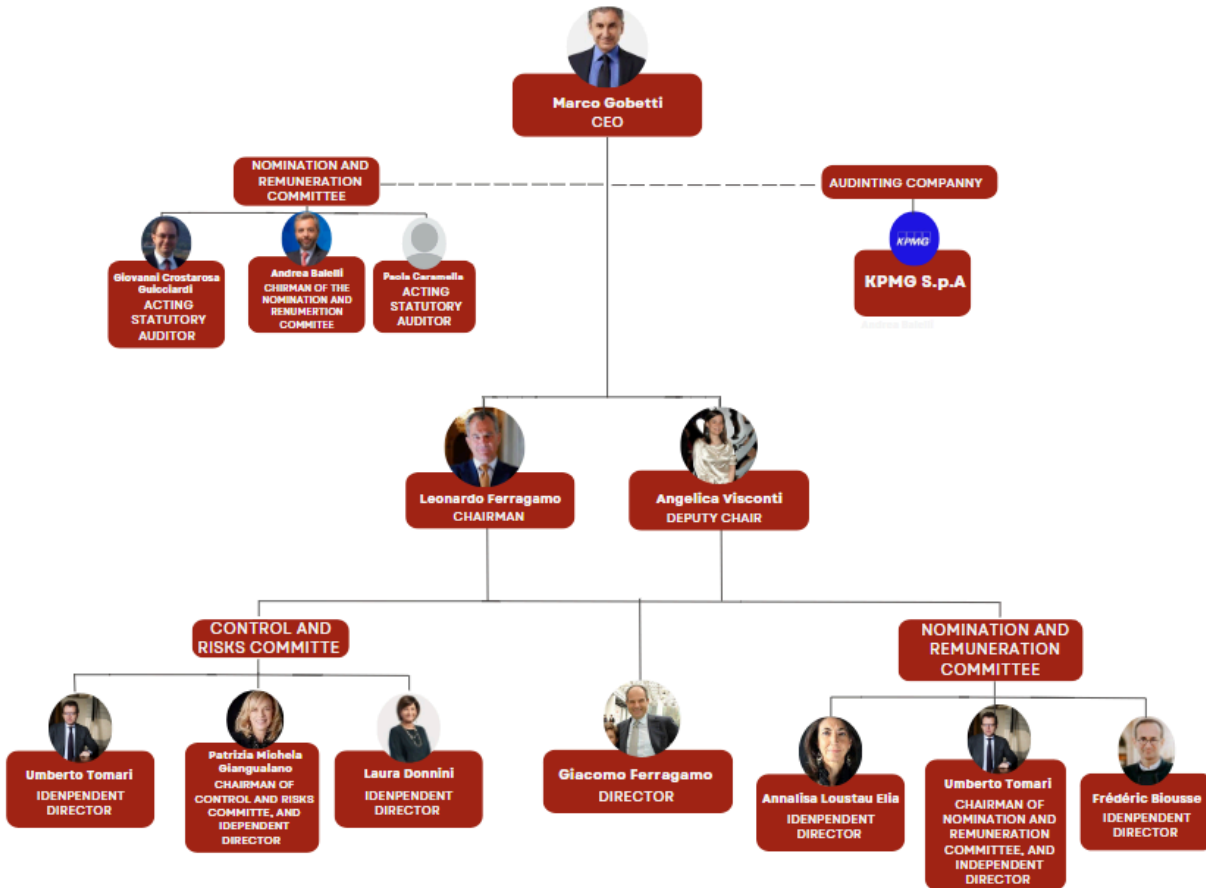 Marco Gobetti
CEO
NOMINATION AND
REMUNERATION
COMMITTEE
AUDINTING COMPANNY
KPMG
Giovanni Crostarosa
Guicciardi
ACTING
STATUTORY
AUDITOR
Andrea Balelli
CHIRMAN OF THE
NOMINATION AND
RENUMERTION
COMMITEE
Paola Caramella
ACTING
STATUTORY
AUDITOR
KPMG S.p.A
Andrea Balelli
Leonardo Ferragamo
CHAIRMAN
Angelica Visconti
DEPUTY CHAIR
CONTROL AND
RISKS COMMITTE
NOMINATION AND
REMUNERATION
COMMITTEE
Umberto Tomari
IDENPENDENT
DIRECTOR
Patrizia Michela
Giangualano
CHAIRMAN OF
CONTROL AND RISKS
COMMITTE, AND
IDEPENDENT
DIRECTOR
Laura Donnini
IDENPENDENT
DIRECTOR
Giacomo Ferragamo
DIRECTOR
Annalisa Loustau Elia
IDENPENDENT
DIRECTOR
Umberto Tomari
CHAIRMAN OF
NOMINATION AND
REMUNERATION
COMMITTEE, AND
INDEPENDENT
DIRECTOR
Frédéric Biousse
IDENPENDENT
DIRECTOR